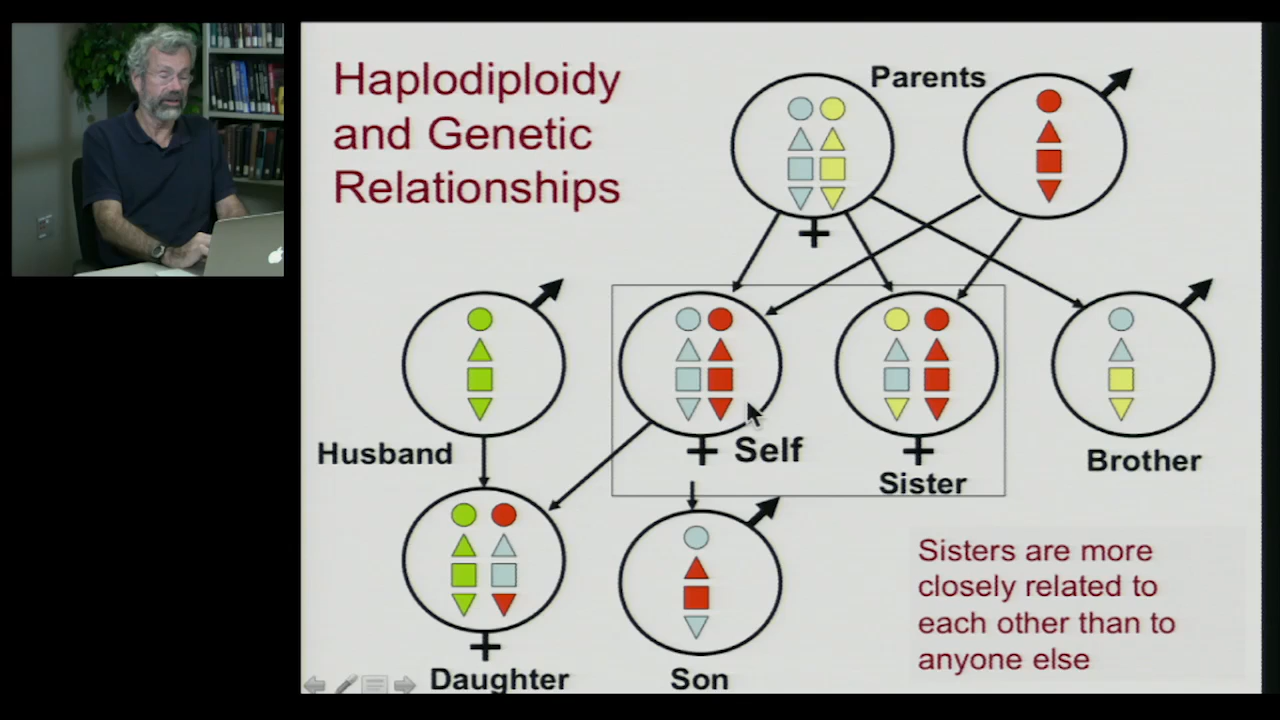 Haplodiploidy
and Genetic
Relationships
Parents
Husband
Self
Sister
Brother
Daughter
Son
Sisters are more
closely related to
each other than to
anyone else